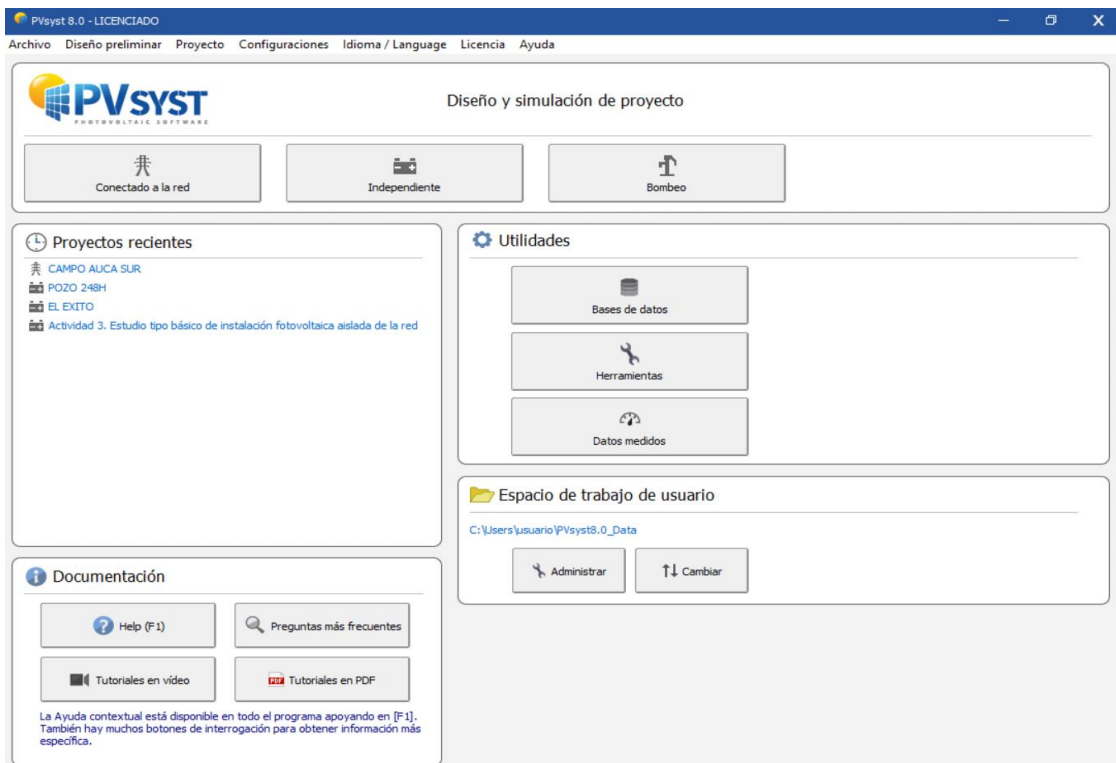 PVsyst 8.0 - LICENCIADO
Archivo Diseño preliminar Proyecto Configuraciones Idioma / Language Licencia Ayuda
PVSYST
PHOTOVOLTAIC SOFTWARE
Diseño y simulación de proyecto
Conectado a la red
Independiente
Bombeo
Proyectos recientes
CAMPO AUCA SUR
POZO 248H
EL EXITO
Actividad 3. Estudio tipo básico de instalación fotovoltaica aislada de la red
Utilidades
Bases de datos
Herramientas
Datos medidos
Espacio de trabajo de usuario
C:\Users\usuario\PVsyst8.0_Data
Administrar
Cambiar
Documentación
Help (F1)
Preguntas más frecuentes
Tutoriales en vídeo
PDF Tutoriales en PDF
La Ayuda contextual está disponible en todo el programa apoyando en [F1].
También hay muchos botones de interrogación para obtener información más
específica.